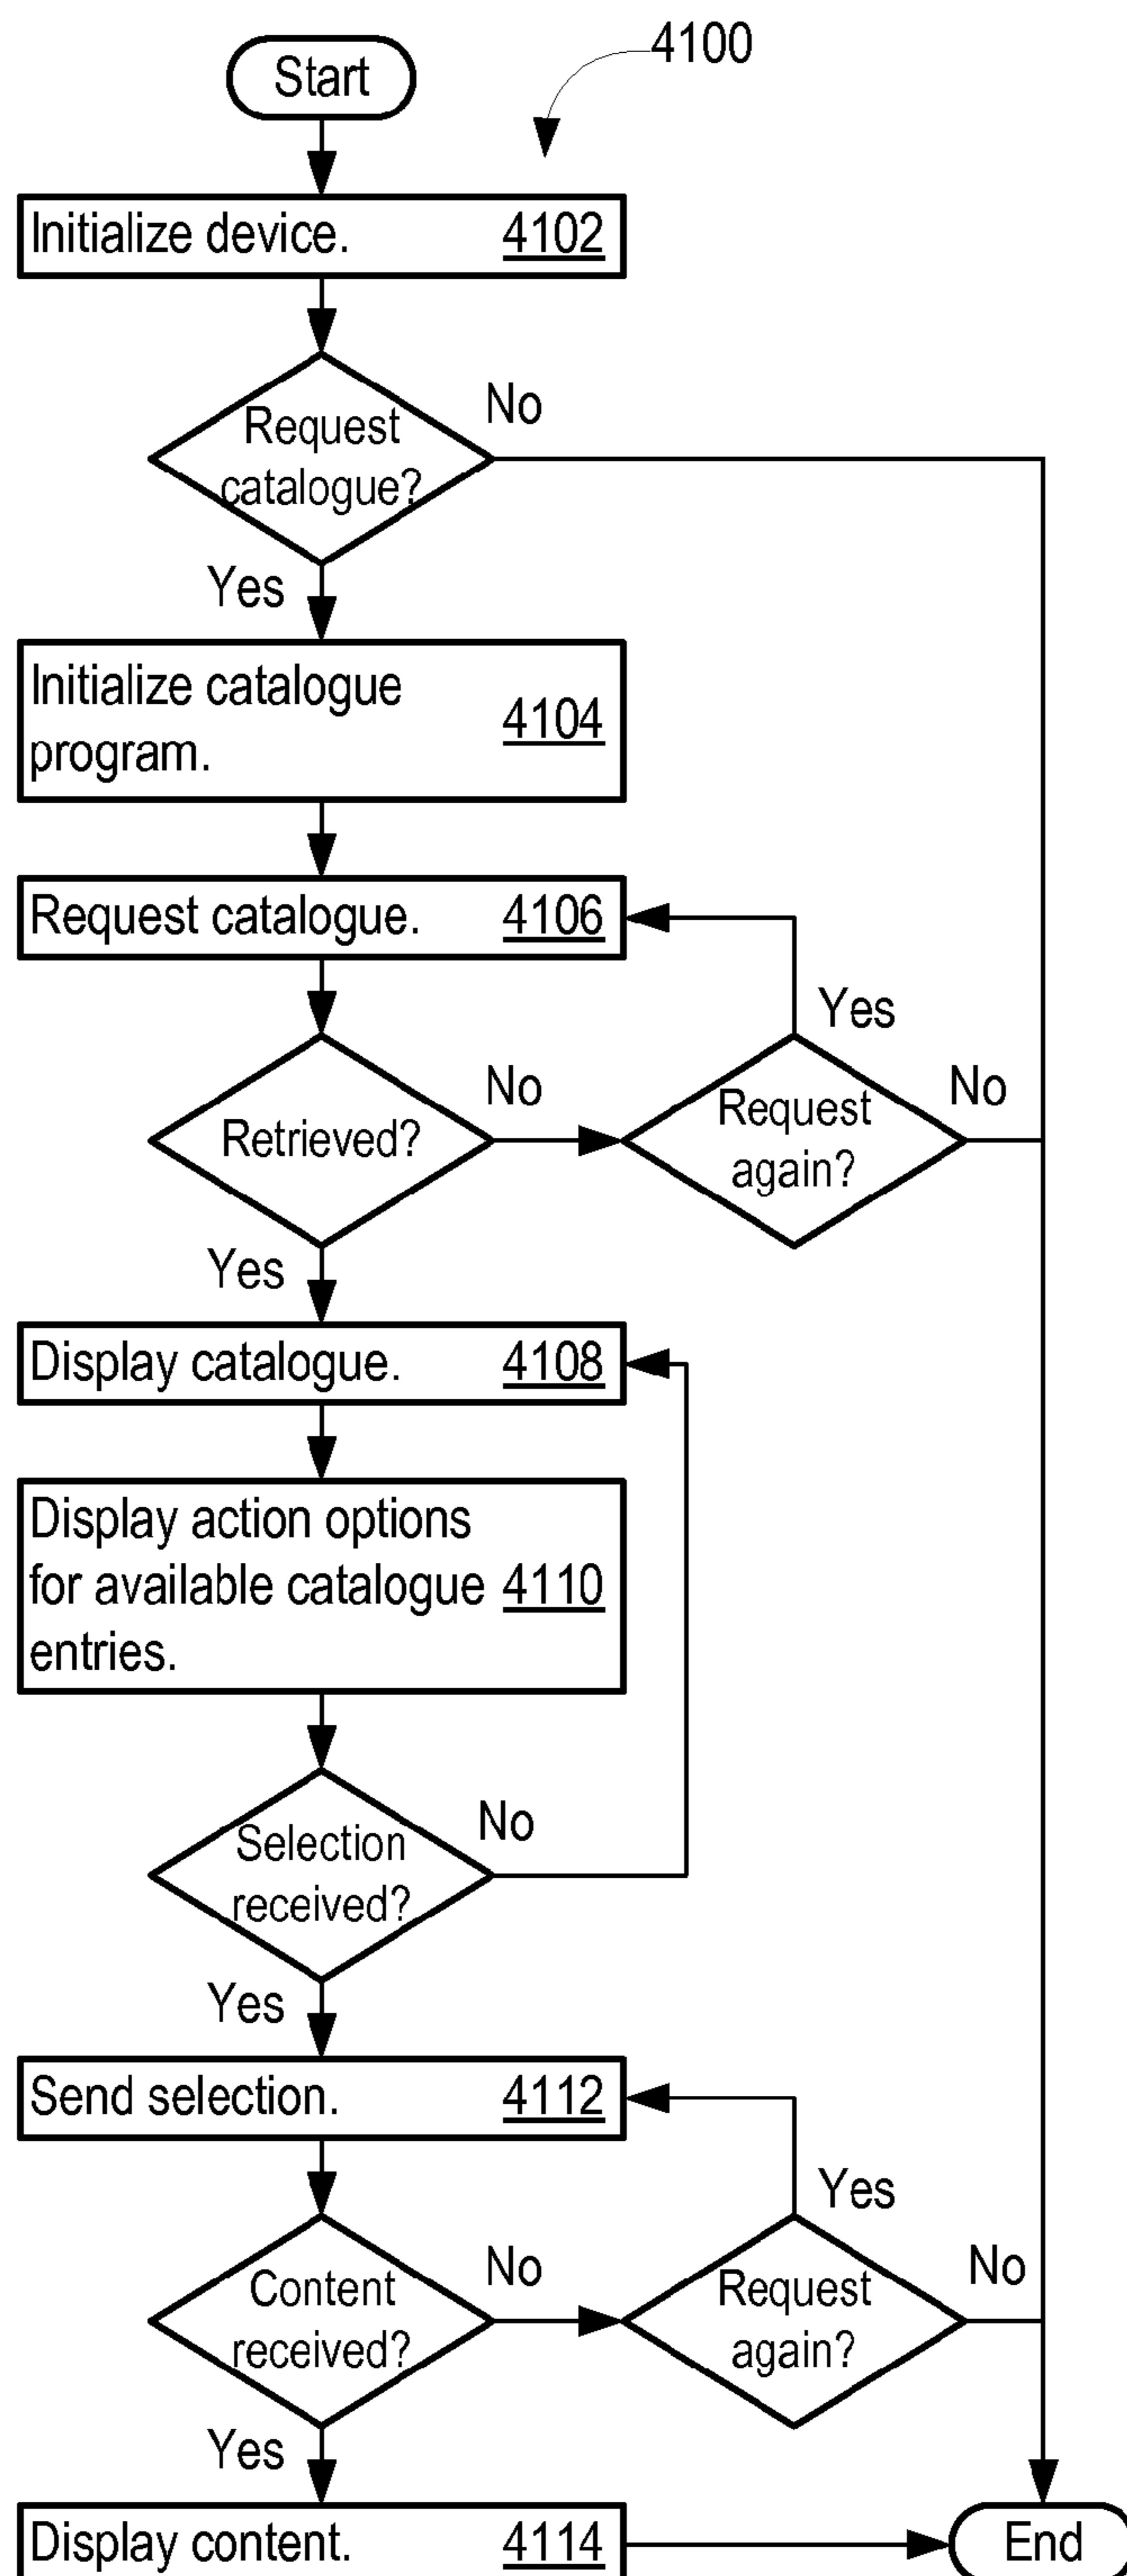 4100
Start
Initialize device. 4102
Request
catalogue?
No
Yes
Initialize catalogue
program.
4104
Request catalogue. 4106
Yes
Retrieved?
No
Request
again?
No
Yes
Display catalogue. 4108
Display action options
for available catalogue 4110
entries.
Selection
received?
No
Yes
Send selection. 4112
Yes
Content
received?
No
Request
again?
No
Yes
Display content. 4114
End